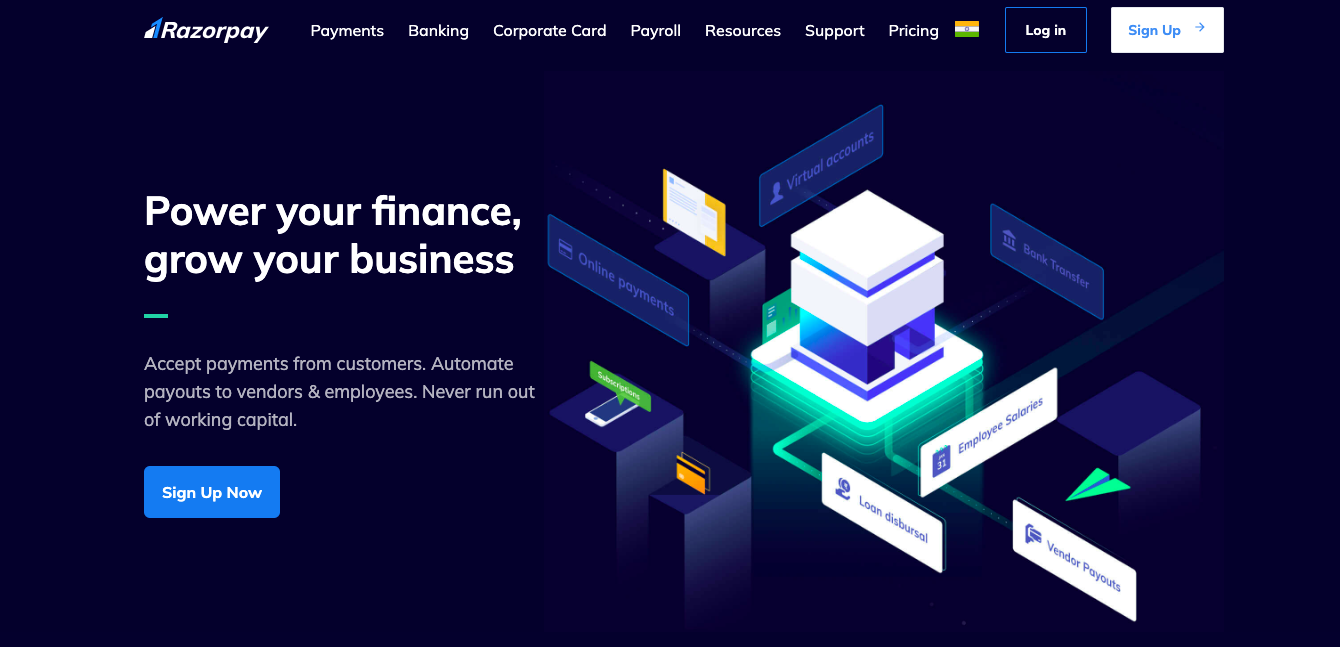 Razorpay
Payments
Banking
Corporate Card
Payroll
Resources
Support
Pricing
Log in
Sign Up
Power your finance,
grow your business
Accept payments from customers. Automate
payouts to vendors & employees. Never run out
of working capital.
Sign Up Now
Virtual accounts
Online payments
Bank Transfer
Subscriptions
JAN
31
Employee Salaries
Loan disbursal
Vendor Payouts